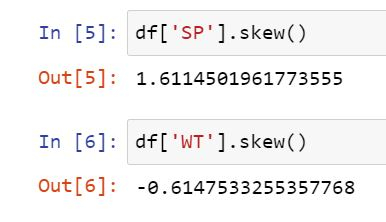 In [5]: df['SP'].skew()
Out[5]: 1.6114501961773555
In [6]: df['WT'].skew()
Out[6]: -0.6147533255357768